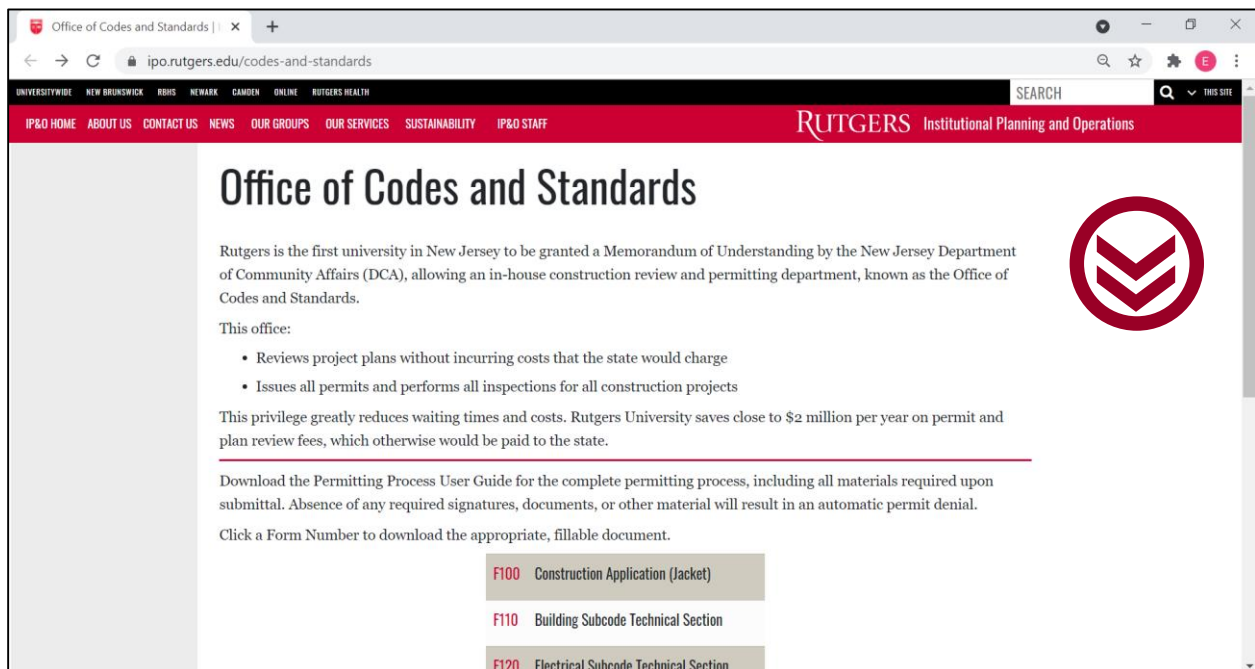 Office of Codes and Standards |
ipo.rutgers.edu/codes-and-standards
E
UNIVERSITYWIDE NEW BRUNSWICK RBHS NEWARK CAMDEN ONLINE RUTGERS HEALTH
SEARCH
THIS SITE
IP&O HOME ABOUT US CONTACT US NEWS OUR GROUPS OUR SERVICES SUSTAINABILITY IP&O STAFF
RUTGERS Institutional Planning and Operations
Office of Codes and Standards
Rutgers is the first university in New Jersey to be granted a Memorandum of Understanding by the New Jersey Department
of Community Affairs (DCA), allowing an in-house construction review and permitting department, known as the Office of
Codes and Standards.
This office:
• Reviews project plans without incurring costs that the state would charge
• Issues all permits and performs all inspections for all construction projects
This privilege greatly reduces waiting times and costs. Rutgers University saves close to $2 million per year on permit and
plan review fees, which otherwise would be paid to the state.
Download the Permitting Process User Guide for the complete permitting process, including all materials required upon
submittal. Absence of any required signatures, documents, or other material will result in an automatic permit denial.
Click a Form Number to download the appropriate, fillable document.
F100 Construction Application (Jacket)
F110 Building Subcode Technical Section
F120 Electrical Subcode Technical Section